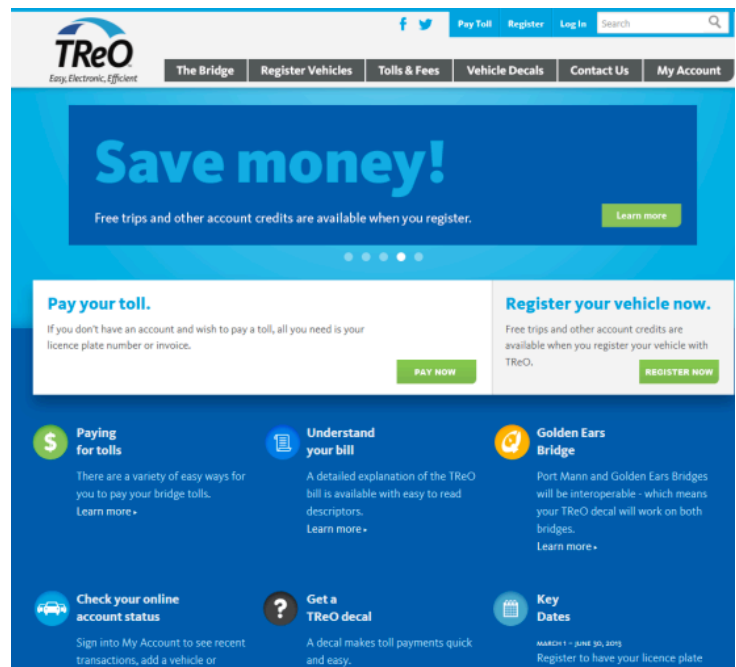 Pay Toll Register Log In Search
TReO
Easy, Electronic, Efficient
The Bridge Register Vehicles Tolls & Fees Vehicle Decals Contact Us My Account
Save money!
Free trips and other account credits are available when you register.
Learn more
Pay your toll.
If you don't have an account and wish to pay a toll, all you need is your
licence plate number or invoice.
PAY NOW
Register your vehicle now.
Free trips and other account credits are
available when you register your vehicle with
TReO.
REGISTER NOW
Paying
for tolls
There are a variety of easy ways for
you to pay your bridge tolls.
Learn more
Understand
your bill
A detailed explanation of the TReO
bill is available with easy to read
descriptors.
Learn more
Golden Ears
Bridge
Port Mann and Golden Ears Bridges
will be interoperable - which means
your TReO decal will work on both
bridges.
Learn more
Check your online
account status
Sign into My Account to see recent
transactions, add a vehicle or
Get a
TReO decal
A decal makes toll payments quick
and easy.
Key
Dates
MARCH 1 - JUNE 30, 2013
Register to have your licence plate